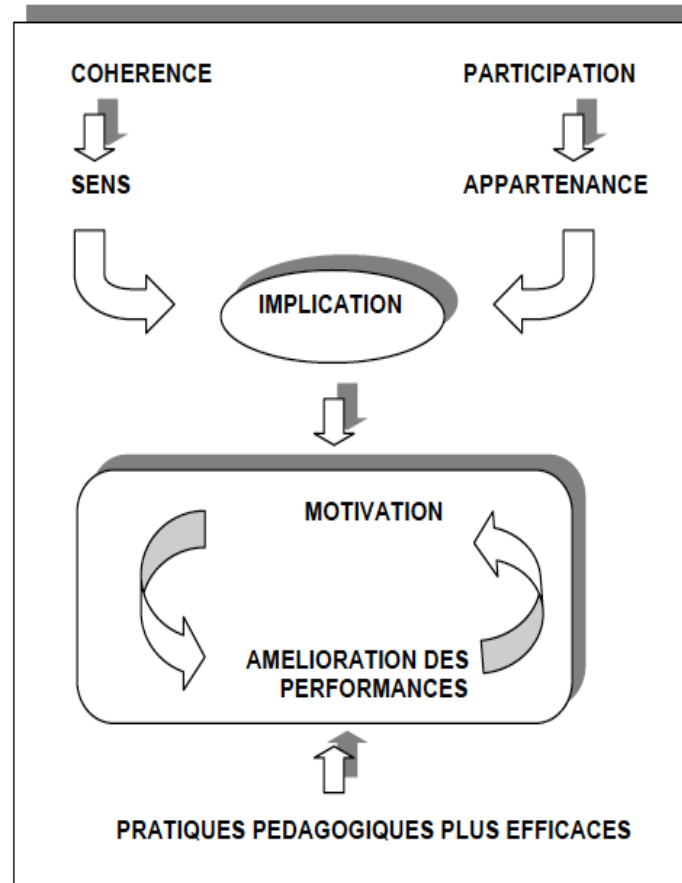 COHERENCE
PARTICIPATION
SENS
APPARTENANCE
IMPLICATION
MOTIVATION
AMELIORATION DES
PERFORMANCES
PRATIQUES PEDAGOGIQUES PLUS EFFICACES